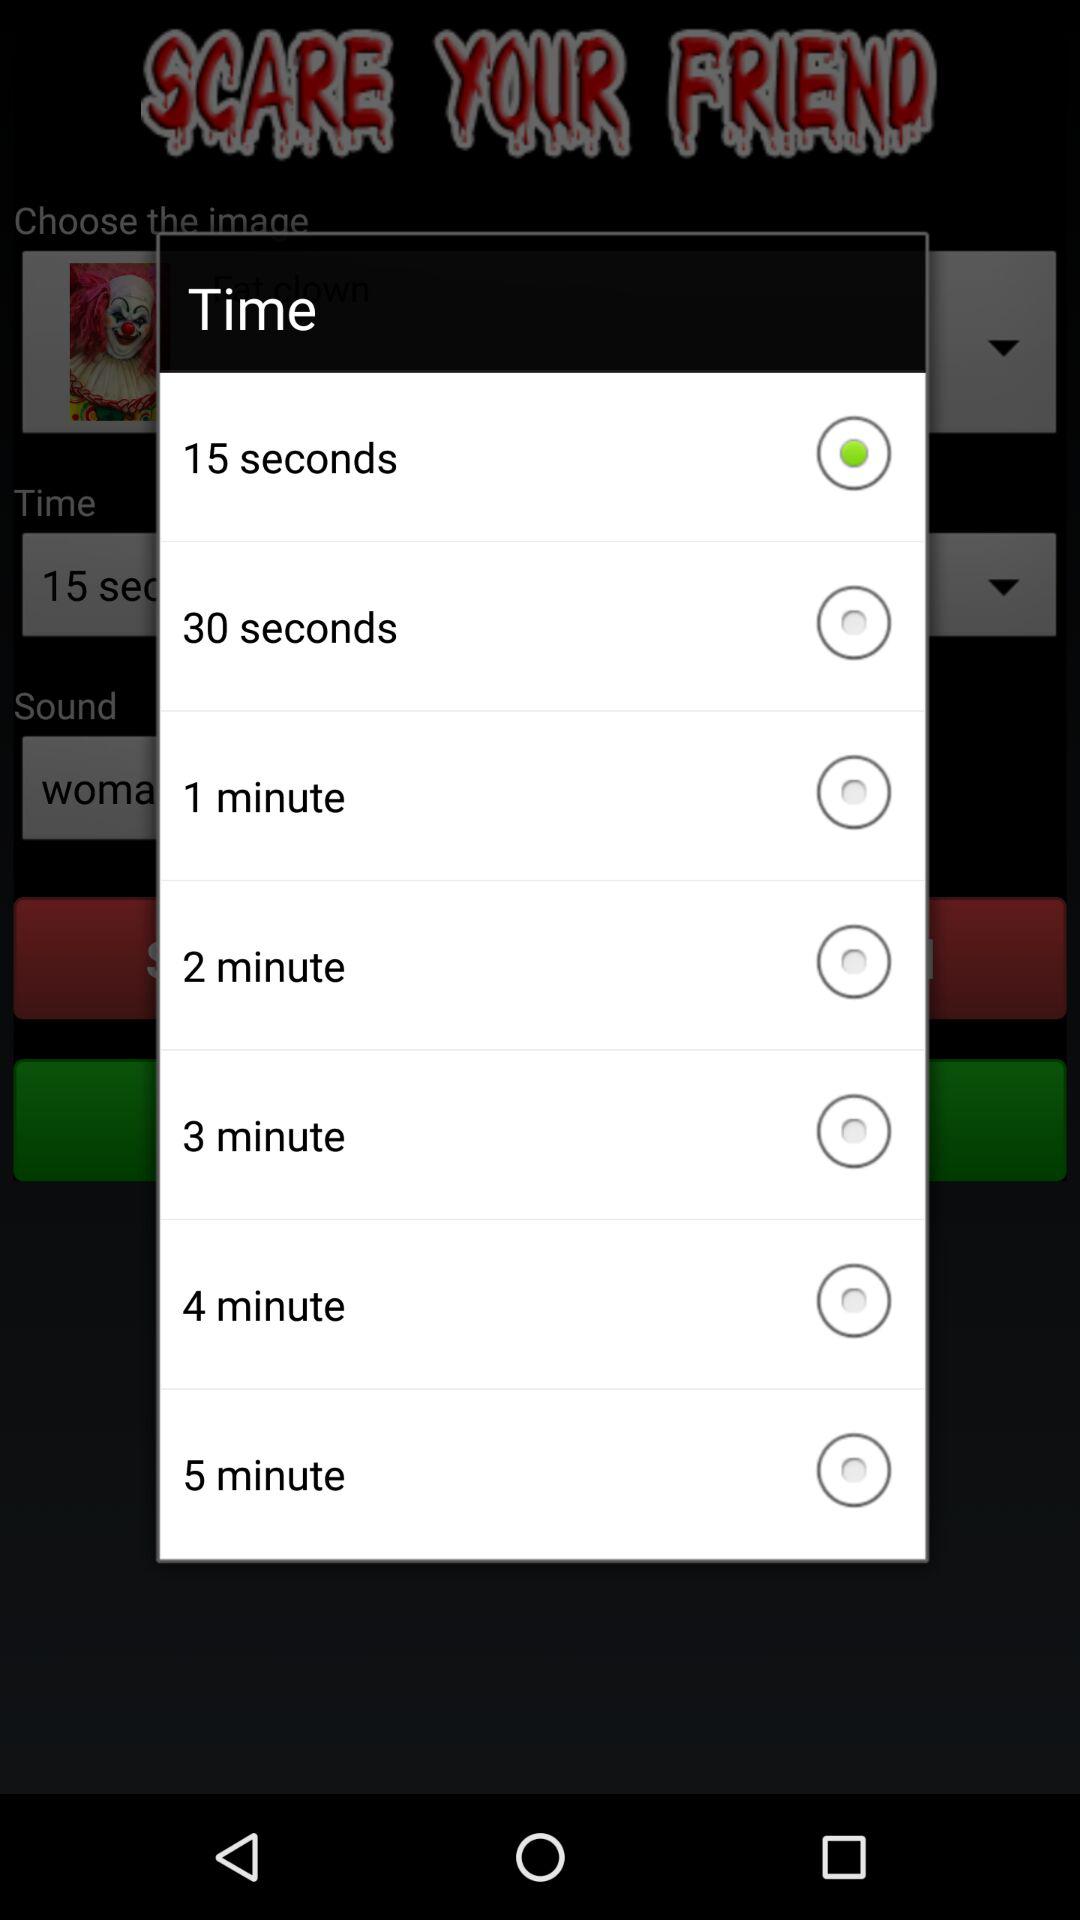 SCARE YOUR FRIEND
Choose the image
Fat clown
Time
15 seconds
30 seconds
1 minute
2 minute
3 minute
4 minute
5 minute
Time
15 sec
Sound
woma
S